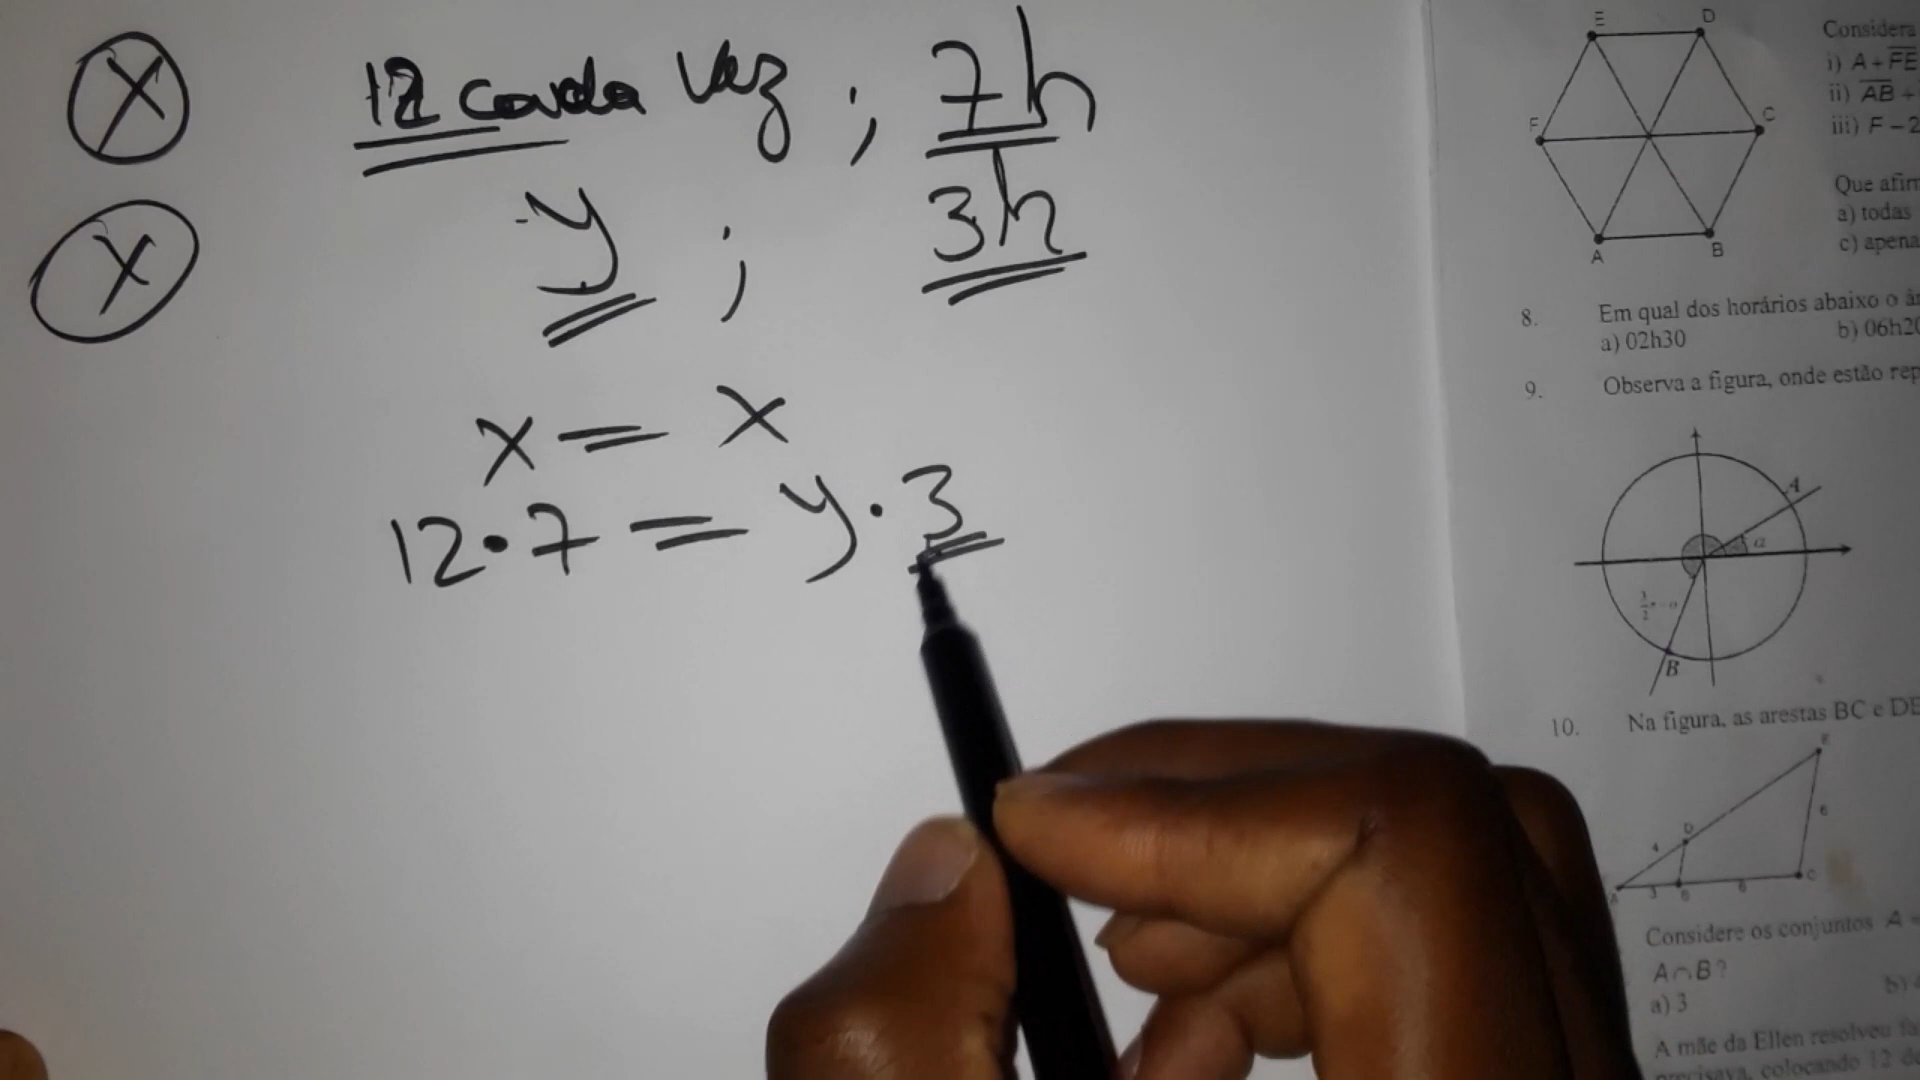 X
12 cada vez ; 7h
X
y ; 3h
x = x
12 · 7 = y · 3
E D
F C
A B
Considera
i) A + FE
ii) AB +
iii) F - 2
Que afir
a) todas
c) apena
8. Em qual dos horários abaixo o
a) 02h30 b) 06h20
9. Observa a figura, onde estão rep
A
α
B
10. Na figura, as arestas BC e DE
E
D
4 6
A 3 B 6 C
Considere os conjuntos A
A∩B?
a) 3 b)
A mãe da Ellen resolveu
precisava, colocando 12